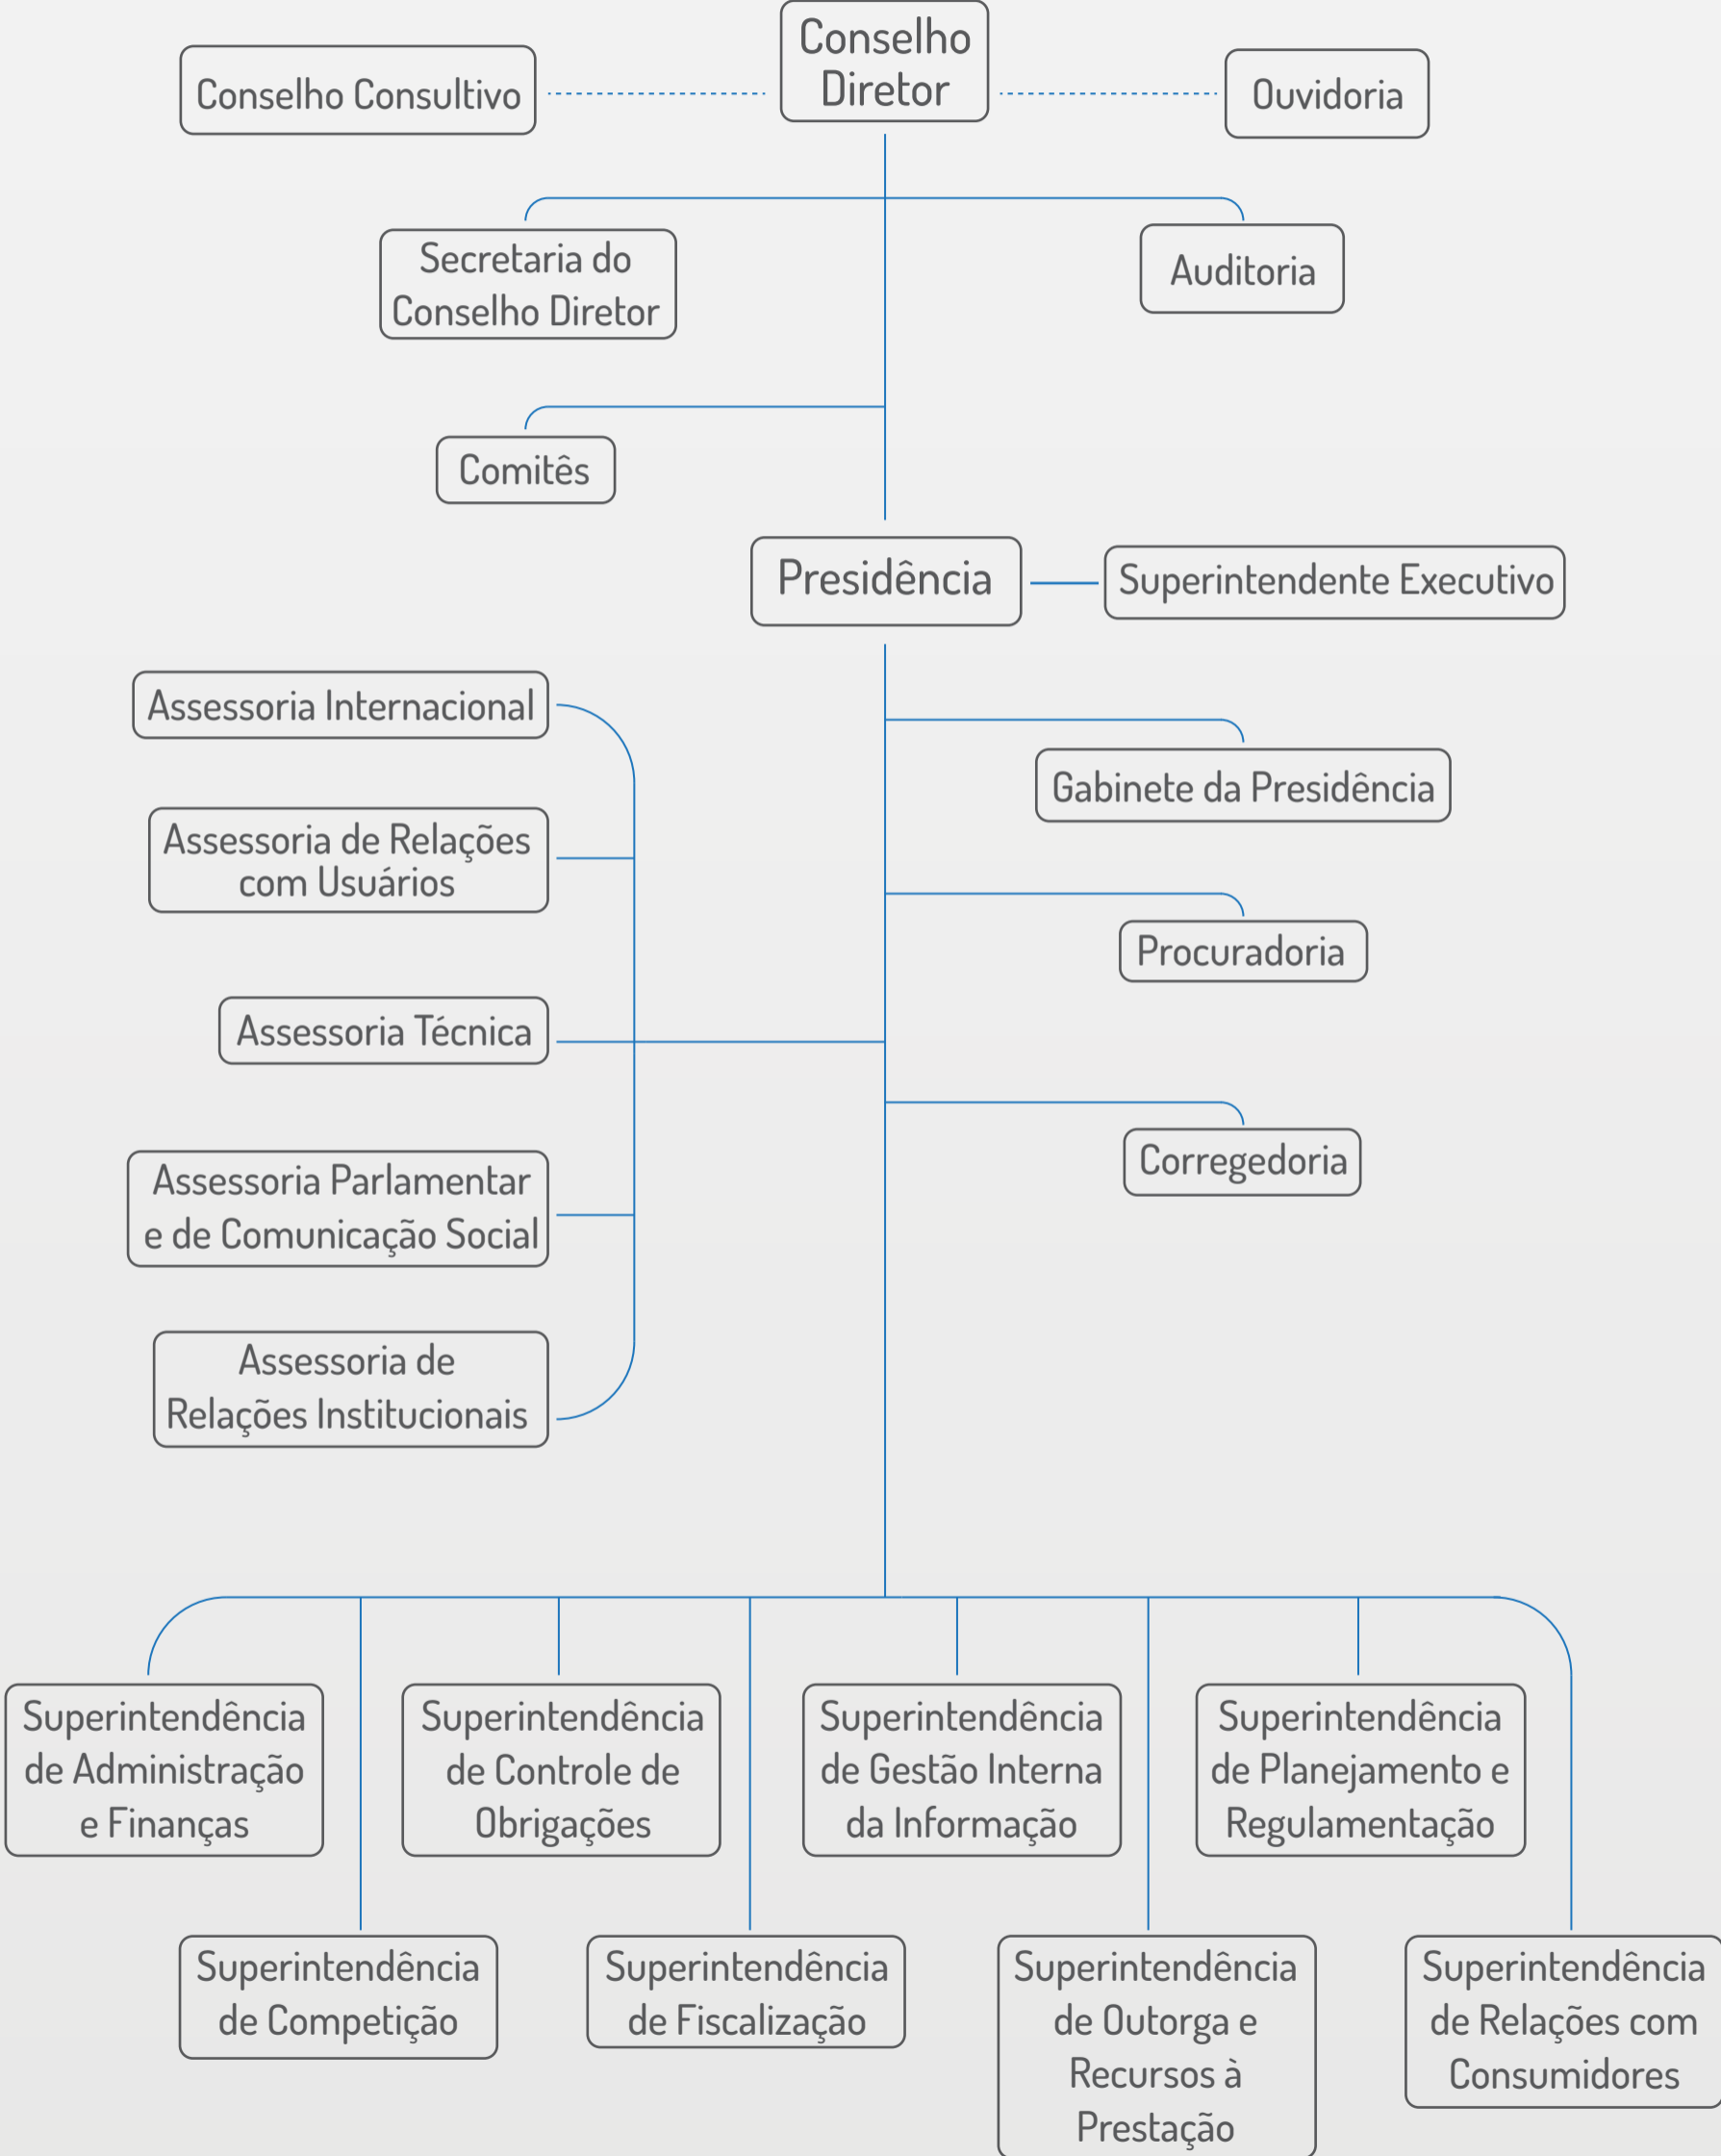 Conselho
Diretor
Conselho Consultivo
Ouvidoria
Secretaria do
Conselho Diretor
Auditoria
Comitês
Presidência
Superintendente Executivo
Assessoria Internacional
Gabinete da Presidência
Assessoria de Relações
com Usuários
Procuradoria
Assessoria Técnica
Corregedoria
Assessoria Parlamentar
e de Comunicação Social
Assessoria de
Relações Institucionais
Superintendência
de Administração
e Finanças
Superintendência
de Controle de
Obrigações
Superintendência
de Gestão Interna
da Informação
Superintendência
de Planejamento e
Regulamentação
Superintendência
de Competição
Superintendência
de Fiscalização
Superintendência
de Outorga e
Recursos à
Prestação
Superintendência
de Relações com
Consumidores